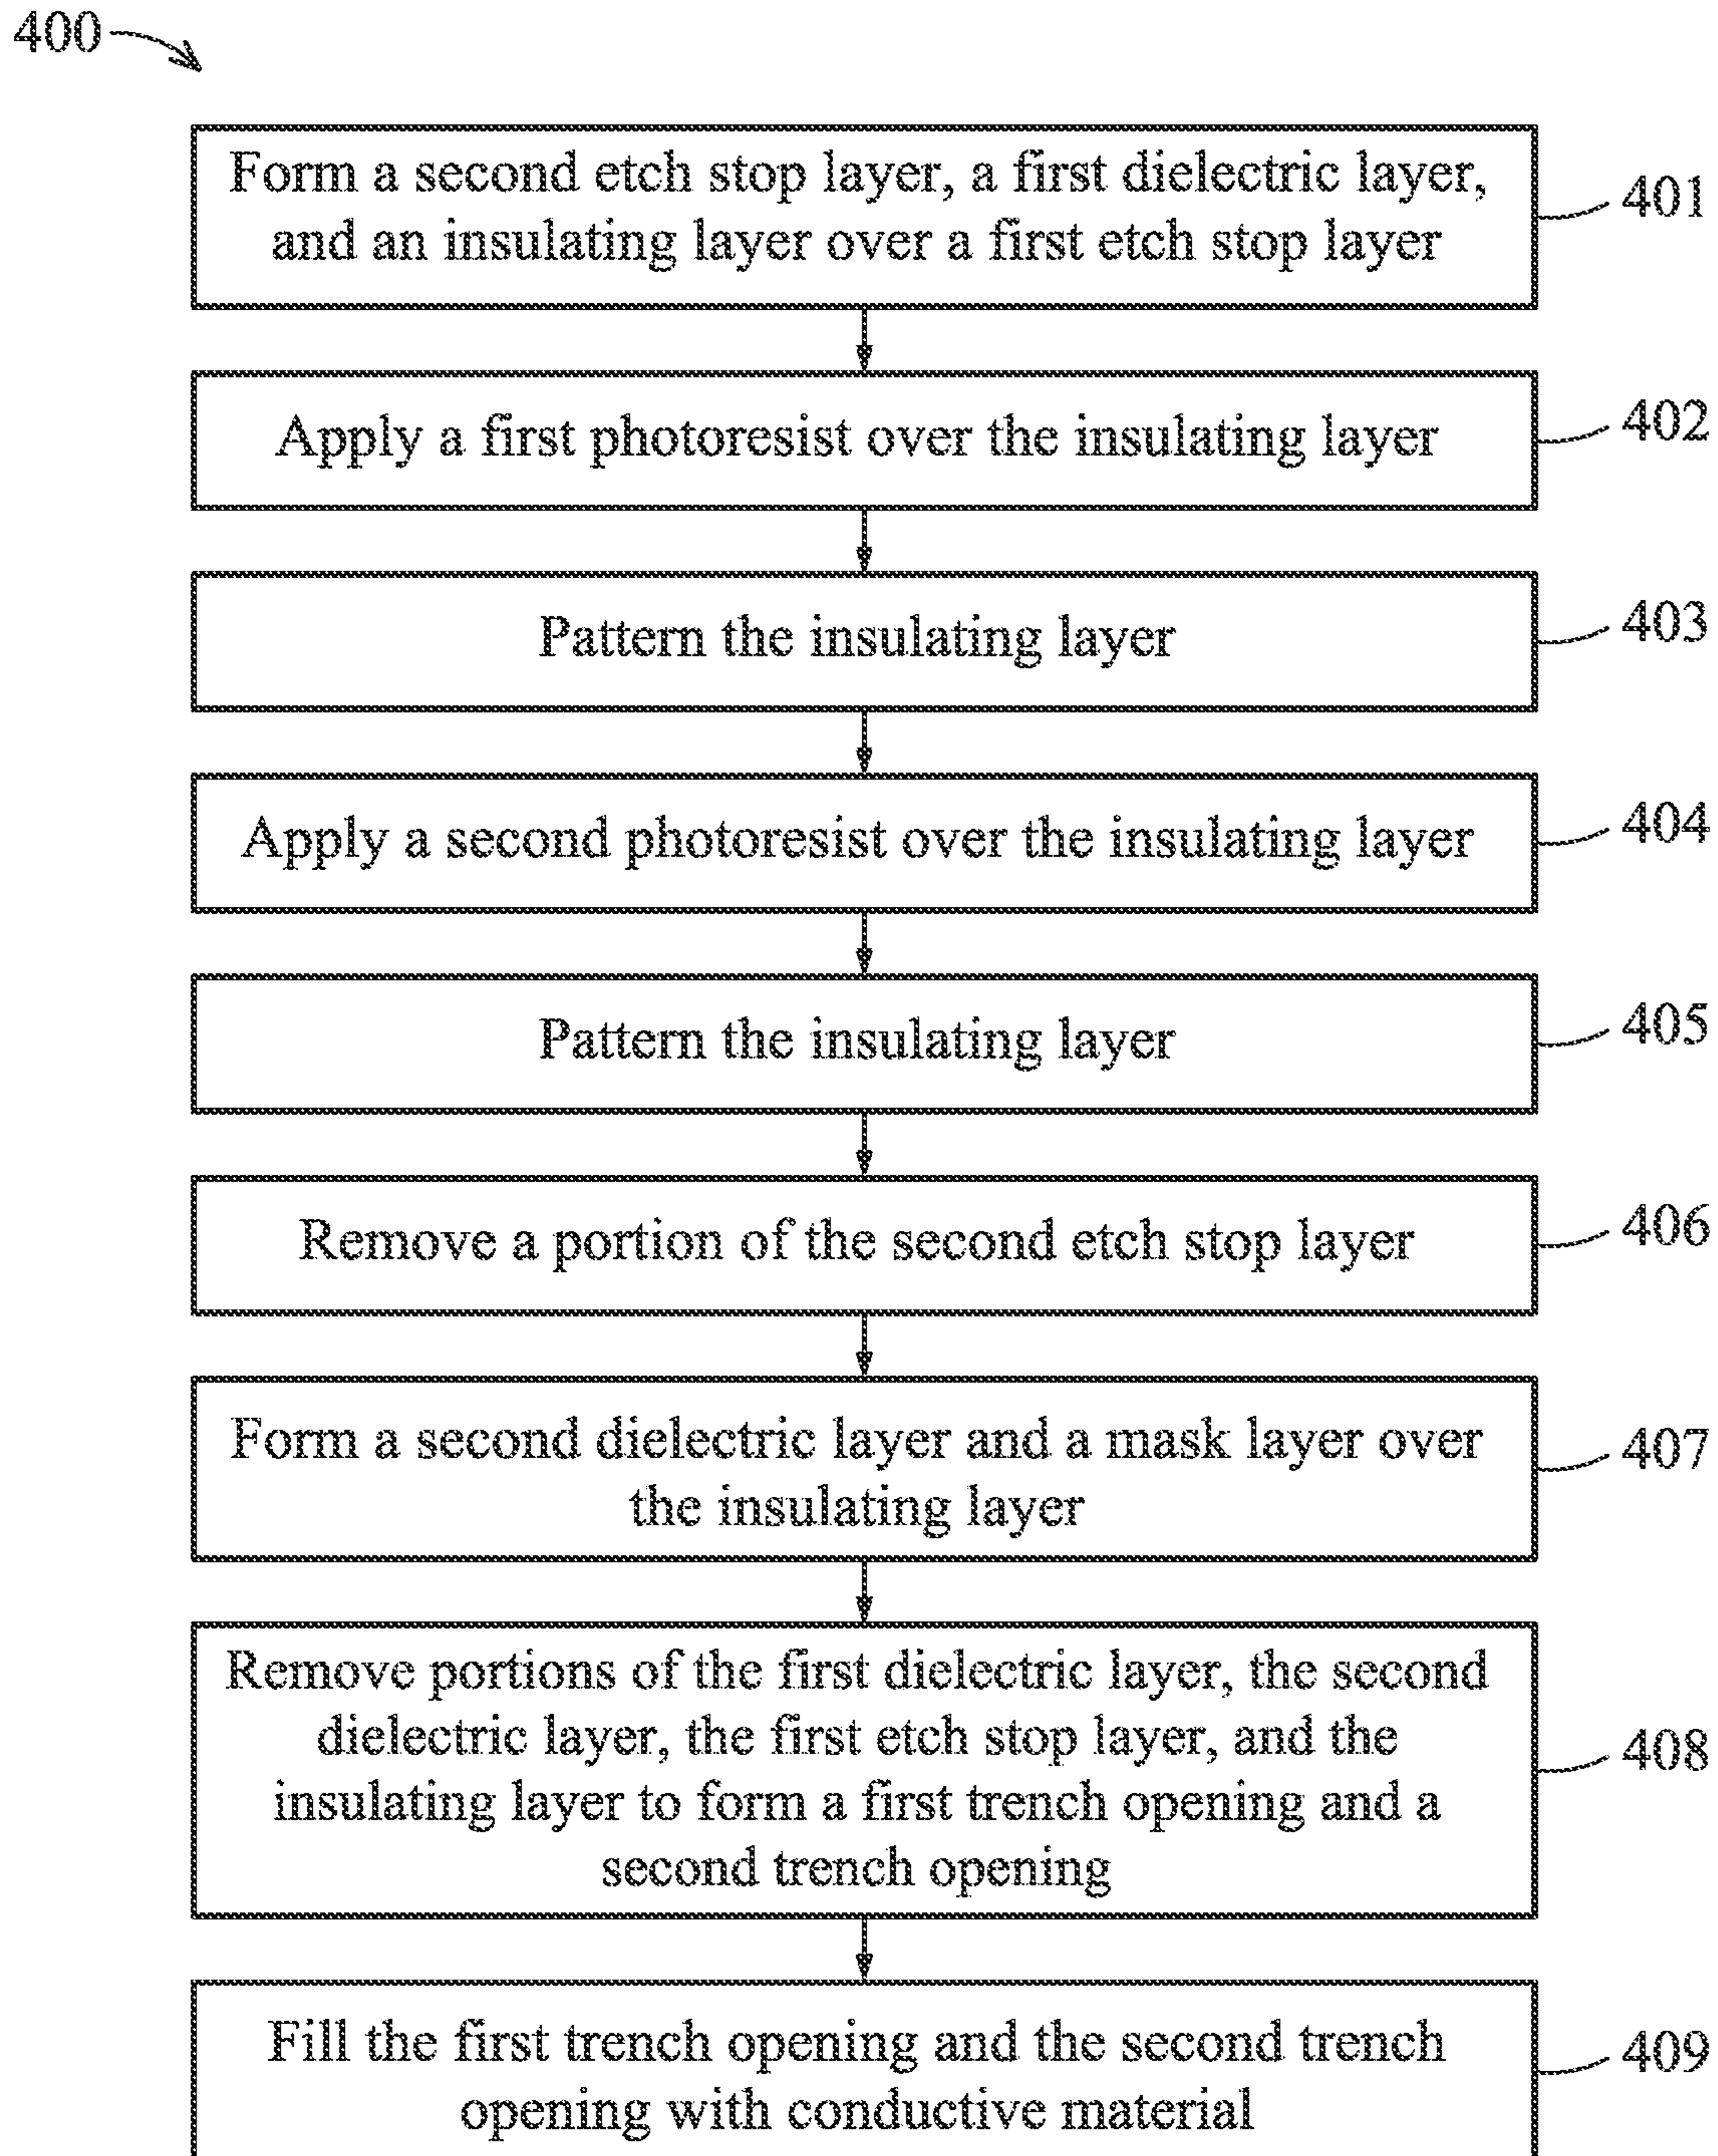 400
Form a second etch stop layer, a first dielectric layer,
and an insulating layer over a first etch stop layer
401
Apply a first photoresist over the insulating layer
402
Pattern the insulating layer
403
Apply a second photoresist over the insulating layer
404
Pattern the insulating layer
405
Remove a portion of the second etch stop layer
406
Form a second dielectric layer and a mask layer over
the insulating layer
407
Remove portions of the first dielectric layer, the second
dielectric layer, the first etch stop layer, and the
insulating layer to form a first trench opening and a
second trench opening
408
Fill the first trench opening and the second trench
opening with conductive material
409